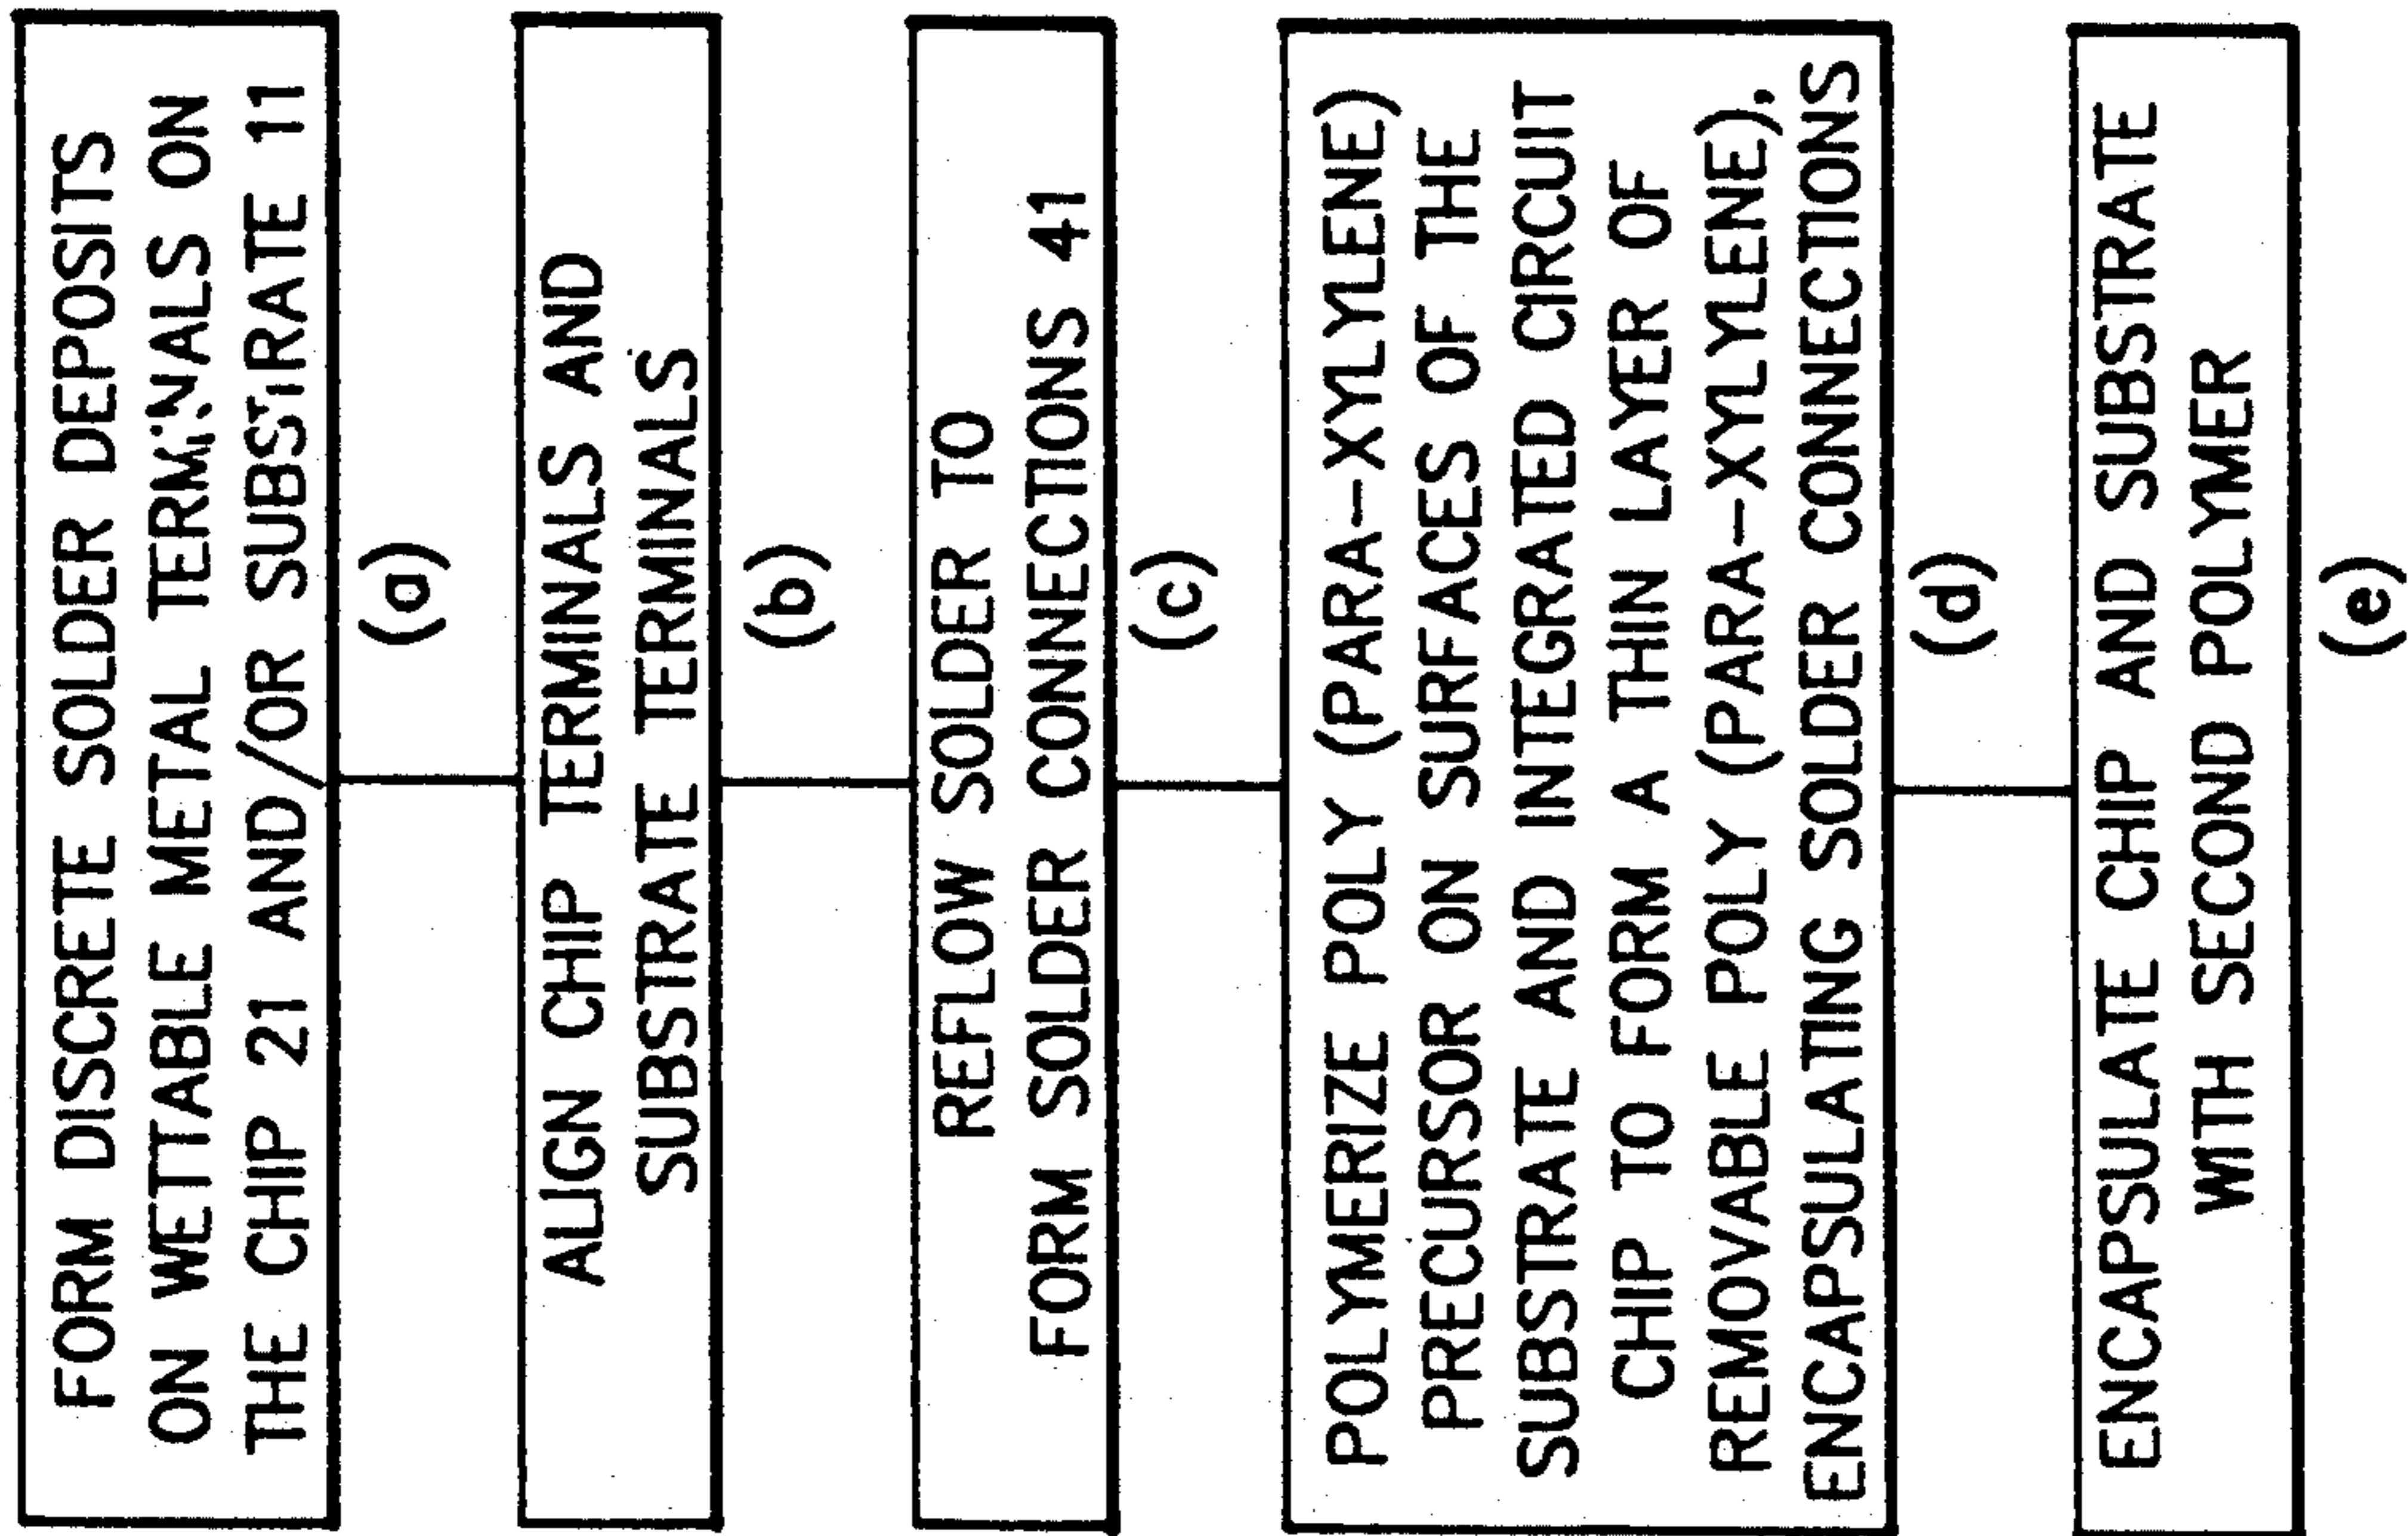 FORM DISCRETE SOLDER DEPOSITS
ON WETTABLE METAL TERMINALS ON
THE CHIP 21 AND/OR SUBSTRATE 11
(a)
ALIGN CHIP TERMINALS AND
SUBSTRATE TERMINALS
(b)
REFLOW SOLDER TO
FORM SOLDER CONNECTIONS 41
(c)
POLYMERIZE POLY (PARA-XYLYLENE)
PRECURSOR ON SURFACES OF THE
SUBSTRATE AND INTEGRATED CIRCUIT
CHIP TO FORM A THIN LAYER OF
REMOVABLE POLY (PARA-XYLYLENE),
ENCAPSULATING SOLDER CONNECTIONS
(d)
ENCAPSULATE CHIP AND SUBSTRATE
WITH SECOND POLYMER
(e)